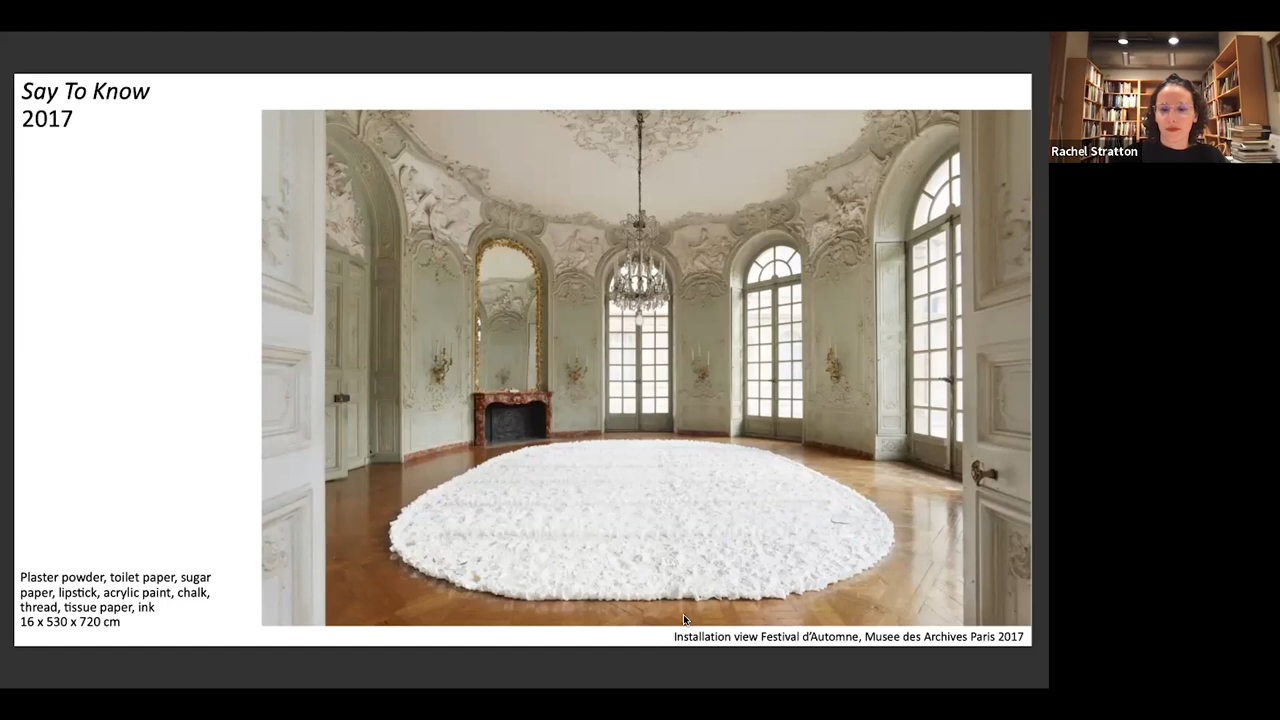 Say To Know
2017
Rachel Stratton
Plaster powder, toilet paper, sugar
paper, lipstick, acrylic paint, chalk,
thread, tissue paper, ink
16 x 530 x 720 cm
Installation view Festival d'Automne, Musee des Archives Paris 2017